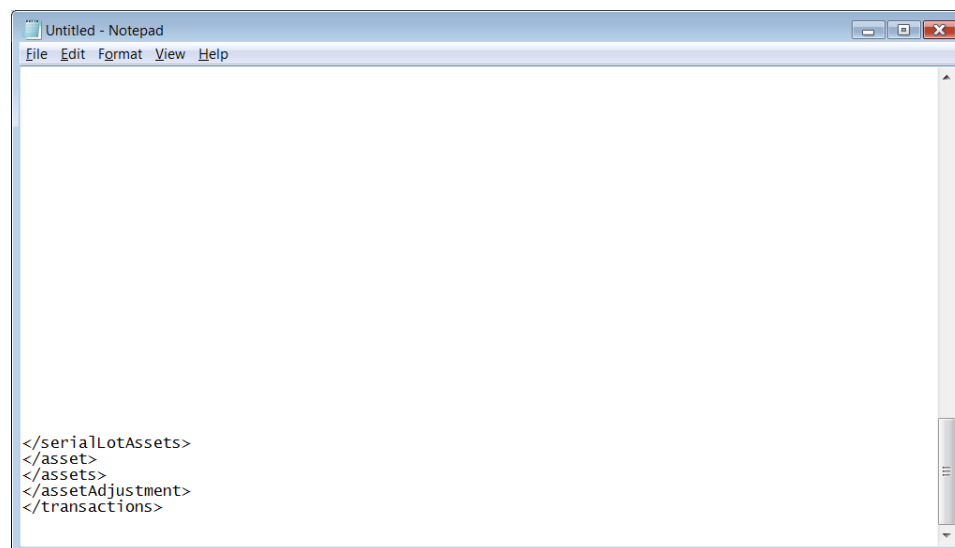 Untitled - Notepad
File Edit Format View Help
</serialLotAssets>
</asset>
</assets>
</assetAdjustment>
</transactions>